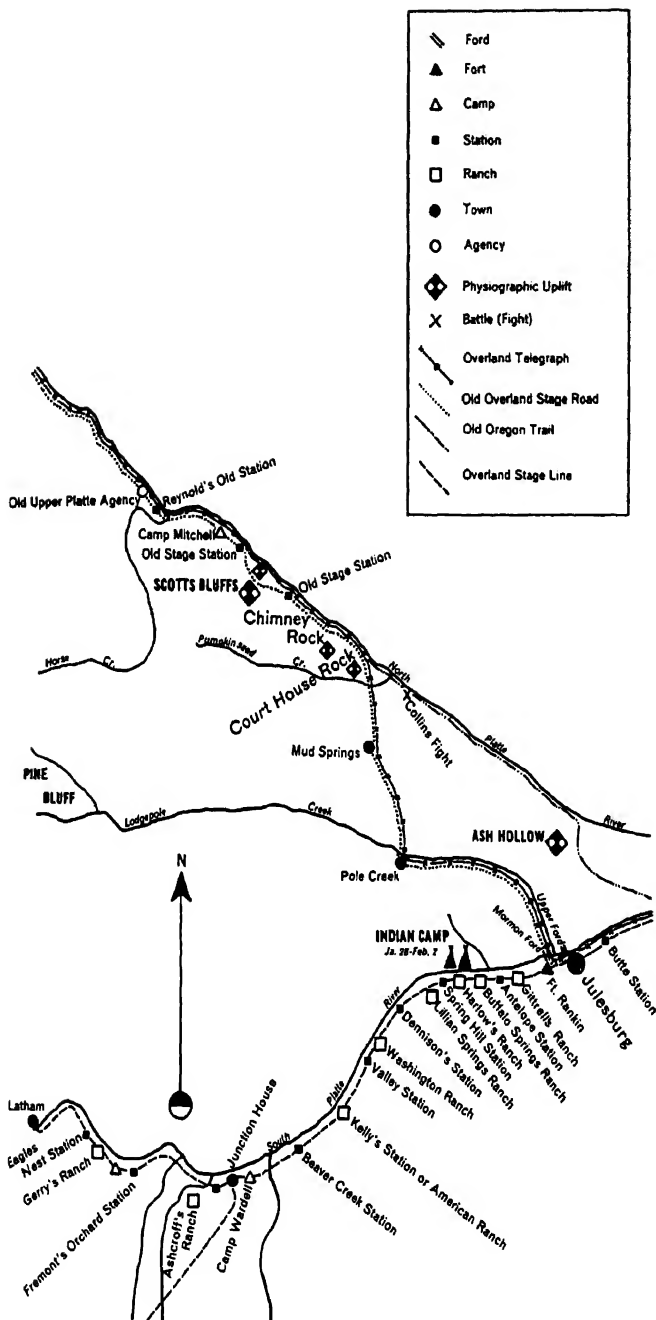 Ford
Fort
Camp
Station
Ranch
Town
Agency
Physiographic Uplift
Battle (Fight)
Overland Telegraph
Old Overland Stage Road
Old Oregon Trail
Overland Stage Line
Reynold's Old Station
Old Upper Platte Agency
Camp Mitchell
Old Stage Station
Old Stage Station
SCOTTS BLUFFS
Chimney
Rock
Pumpkin seed
Cr.
Court House Rock
Horse
Cr.
North
Platte
River
Collins Fight
Mud Springs
PINE
BLUFF
Lodgepole
Creek
ASH HOLLOW
Pole Creek
N
Upper Ford
Mormon Ford
INDIAN CAMP
Ja. 28-Feb. 2
Butte Station
Julesburg
Ft. Rankin
Gittrell's Ranch
Antelope Station
Buffalo Springs Ranch
Harlow's Ranch
Spring Hill Station
Lillian Springs Ranch
Dennison's Station
River
Washington Ranch
Valley Station
Platte
Kelly's Station or American Ranch
South
Beaver Creek Station
Junction House
Camp Wardell
Ashcroft's
Ranch
Fremont's Orchard Station
Gerry's Ranch
Eagles
Nest Station
Latham